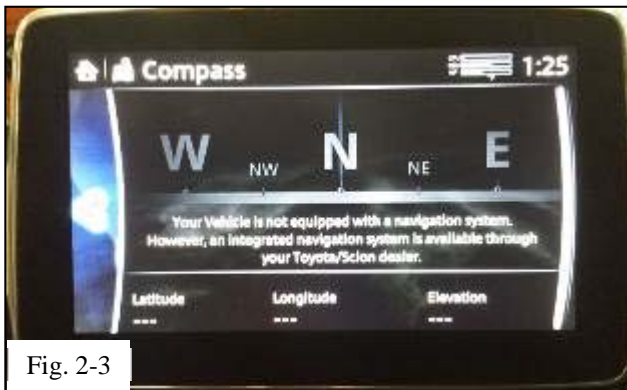 Compass 1:25
W NW N NE E
Your Vehicle is not equipped with a navigation system.
However, an integrated navigation system is available through
your Toyota/Scion dealer.
Latitude Longitude Elevation
--- --- ---
Fig. 2-3